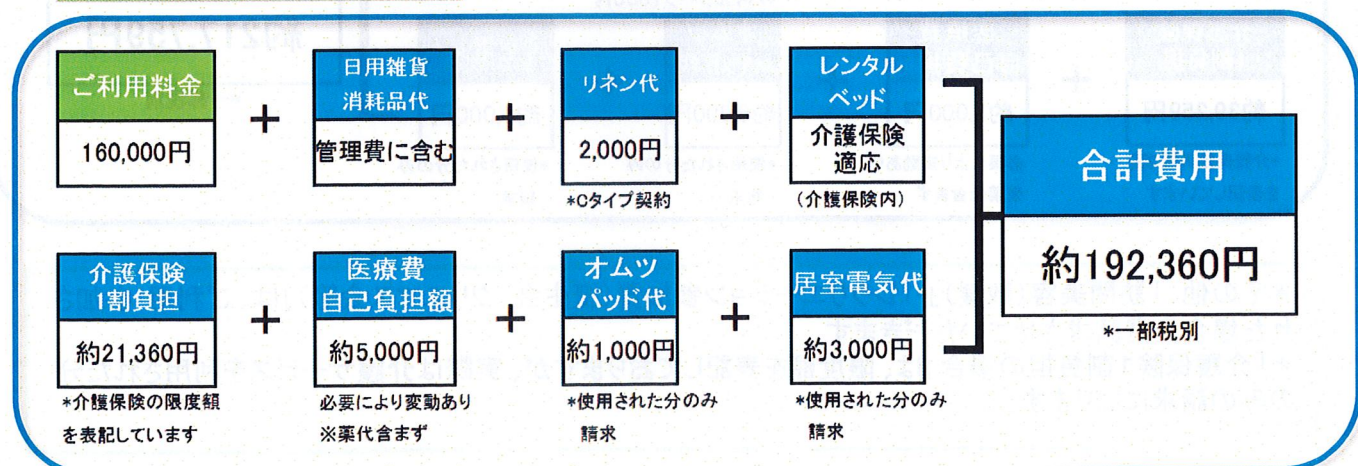 ご利用料金
160,000円
+
日用雑貨
消耗品代
管理費に含む
+
リネン代
2,000円
*Cタイプ契約
+
レンタル
ベッド
介護保険
適応
(介護保険内)
介護保険
1割負担
約21,360円
*介護保険の限度額
を表記しています
+
医療費
自己負担額
約5,000円
必要により変動あり
※薬代含まず
+
オムツ
パッド代
約1,000円
*使用された分のみ
請求
+
居室電気代
約3,000円
*使用された分のみ
請求
合計費用
約192,360円
*一部税別